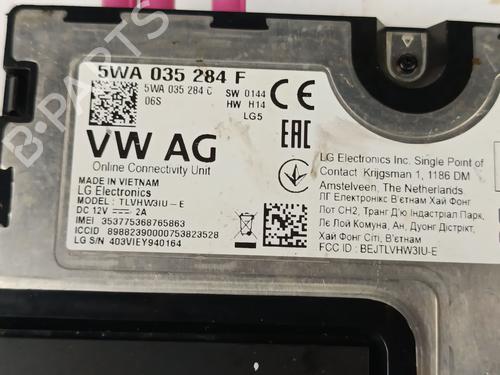 5WA 035 284 F
5WA 035 284 C
06S
SW 0144
HW H14
LG5
CE
EAC
VW AG
Online Connectivity Unit
MADE IN VIETNAM
LG Electronics
MODEL: TLVHW3IU-E
DC 12V 2A
IMEI 353775368765863
ICCID 89882390000753823528
LG S/N 403VIEY940164
LG Electronics Inc. Single Point of
Contact Krijgsman 1, 1186 DM
Amstelveen, The Netherlands
ЛГ Електронікс В'єтнам Хай Фонг
Лот CH2, Транг Д'ю Індастріал Парк,
Ле Лой Комуна, Ан, Дуонг Дістрікт,
Хай Фонг Сіті, В'єтнам
FCC ID: BEJTLVHW3IU-E
B-PARTS